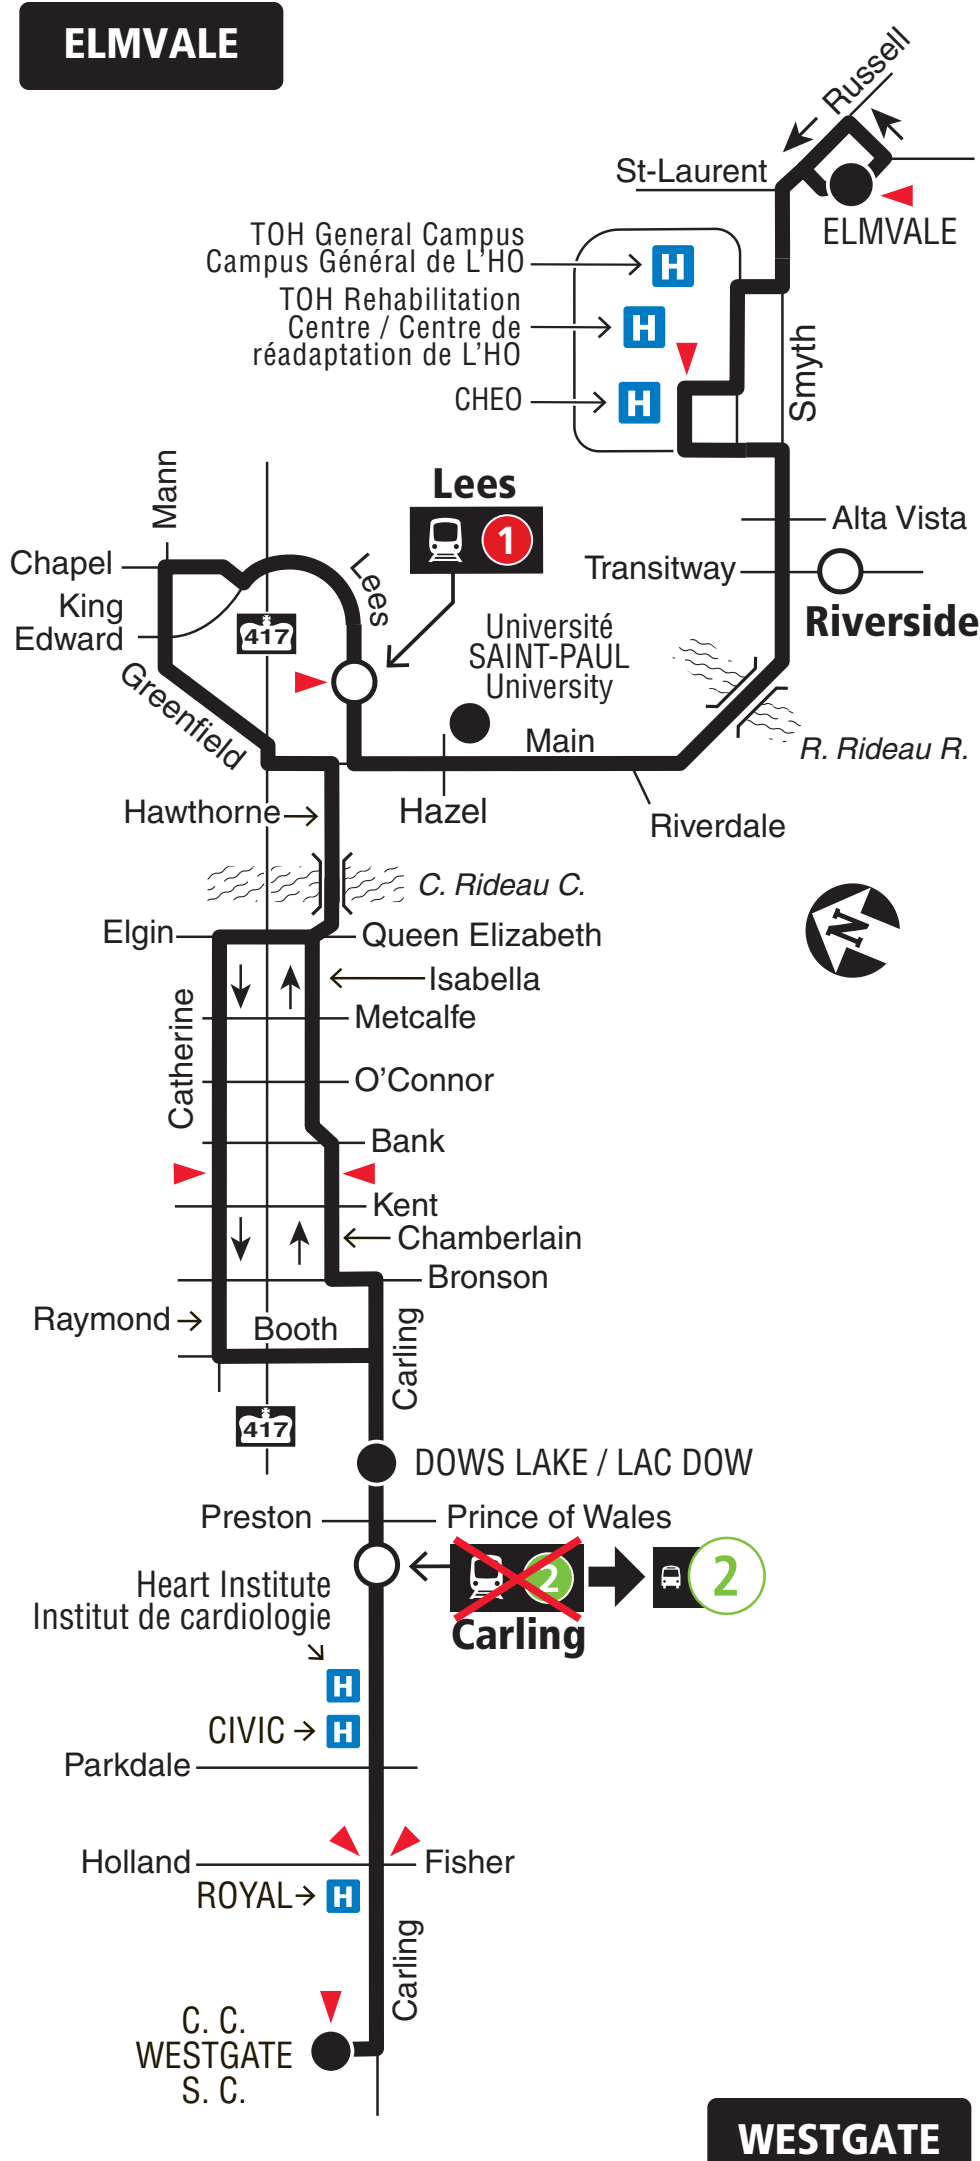 ELMVALE
Russell
St-Laurent
ELMVALE
TOH General Campus
Campus Général de L'HO
H
TOH Rehabilitation
Centre / Centre de
réadaptation de L'HO
H
CHEO
H
Smyth
Mann
Lees
1
Alta Vista
Chapel
Transitway
Lees
King
Edward
417
Riverside
Université
SAINT-PAUL
University
Greenfield
Main
R. Rideau R.
Hawthorne
Hazel
Riverdale
C. Rideau C.
N
Elgin
Queen Elizabeth
Isabella
Catherine
Metcalfe
O'Connor
Bank
Kent
Chamberlain
Bronson
Raymond
Booth
Carling
417
DOWS LAKE / LAC DOW
Preston
Prince of Wales
2
2
Carling
Heart Institute
Institut de cardiologie
H
CIVIC
H
Parkdale
Holland
Fisher
ROYAL
H
Carling
C. C.
WESTGATE
S. C.
WESTGATE